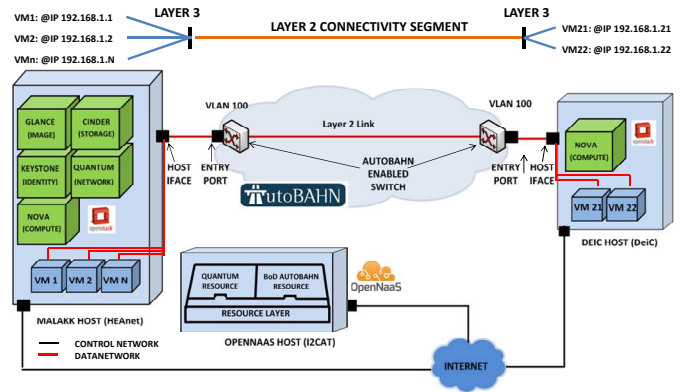 LAYER 3
LAYER 2 CONNECTIVITY SEGMENT
LAYER 3
VM1: @IP 192.168.1.1
VM2: @IP 192.168.1.2
VMn: @IP 192.168.1.N
VM21: @IP 192.168.1.21
VM22: @IP 192.168.1.22
GLANCE
(IMAGE)
CINDER
(STORAGE)
KEYSTONE
(IDENTITY)
QUANTUM
(NETWORK)
NOVA
(COMPUTE)
openstack
VM 1
VM 2
VM N
MALAKK HOST (HEAnet)
HOST
IFACE
ENTRY
PORT
VLAN 100
Layer 2 Link
AUTOBAHN
ENABLED
SWITCH
AutoBAHN
VLAN 100
ENTRY
PORT
HOST
IFACE
NOVA
(COMPUTE)
openstack
VM 21
VM 22
DEIC HOST (DeiC)
QUANTUM
RESOURCE
BoD AUTOBAHN
RESOURCE
RESOURCE LAYER
OPENNAAS HOST (I2CAT)
OpenNaaS
INTERNET
CONTROL NETWORK
DATANETWORK